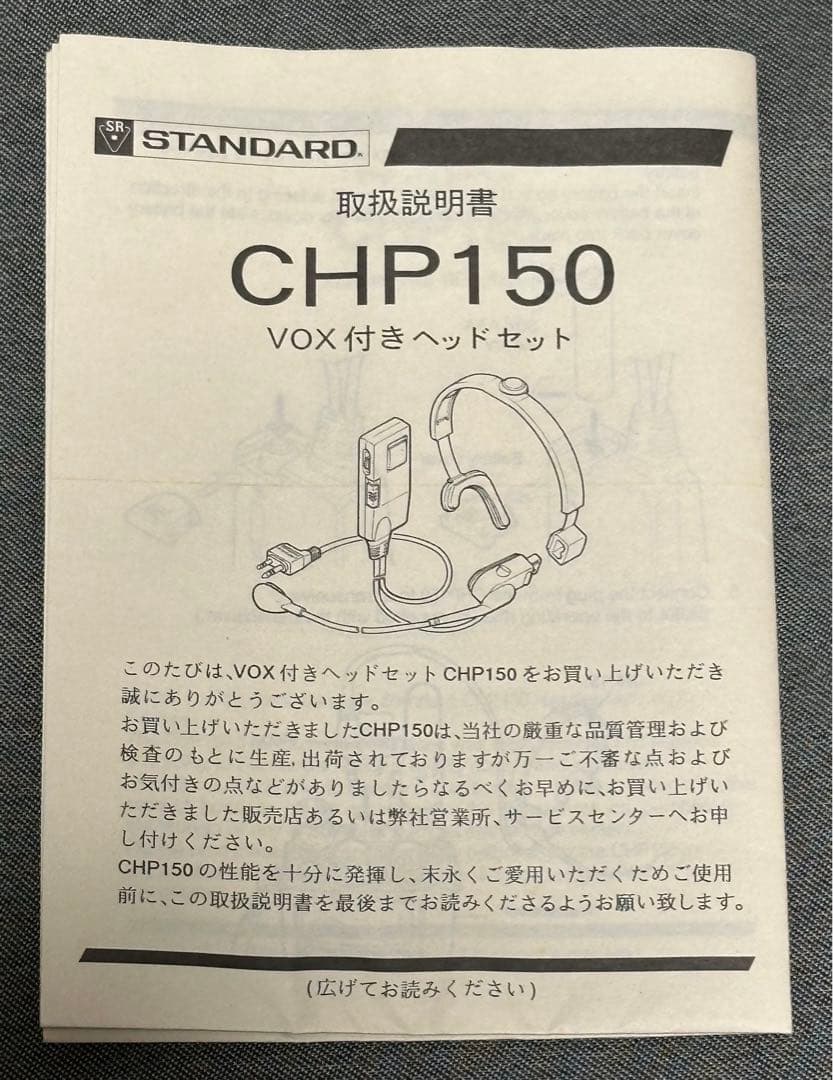 SR STANDARD®
取扱説明書
CHP150
VOX付きヘッドセット
このたびは、VOX付きヘッドセットCHP150をお買い上げいただき
誠にありがとうございます。
お買い上げいただきましたCHP150は、当社の厳重な品質管理および
検査のもとに生産,出荷されておりますが万一ご不審な点および
お気付きの点などがありましたらなるべくお早めに、お買い上げい
ただきました販売店あるいは弊社営業所、サービスセンターへお申
し付けください。
CHP150の性能を十分に発揮し、末永くご愛用いただくためご使用
前に、この取扱説明書を最後までお読みくださるようお願い致します。
(広げてお読みください)